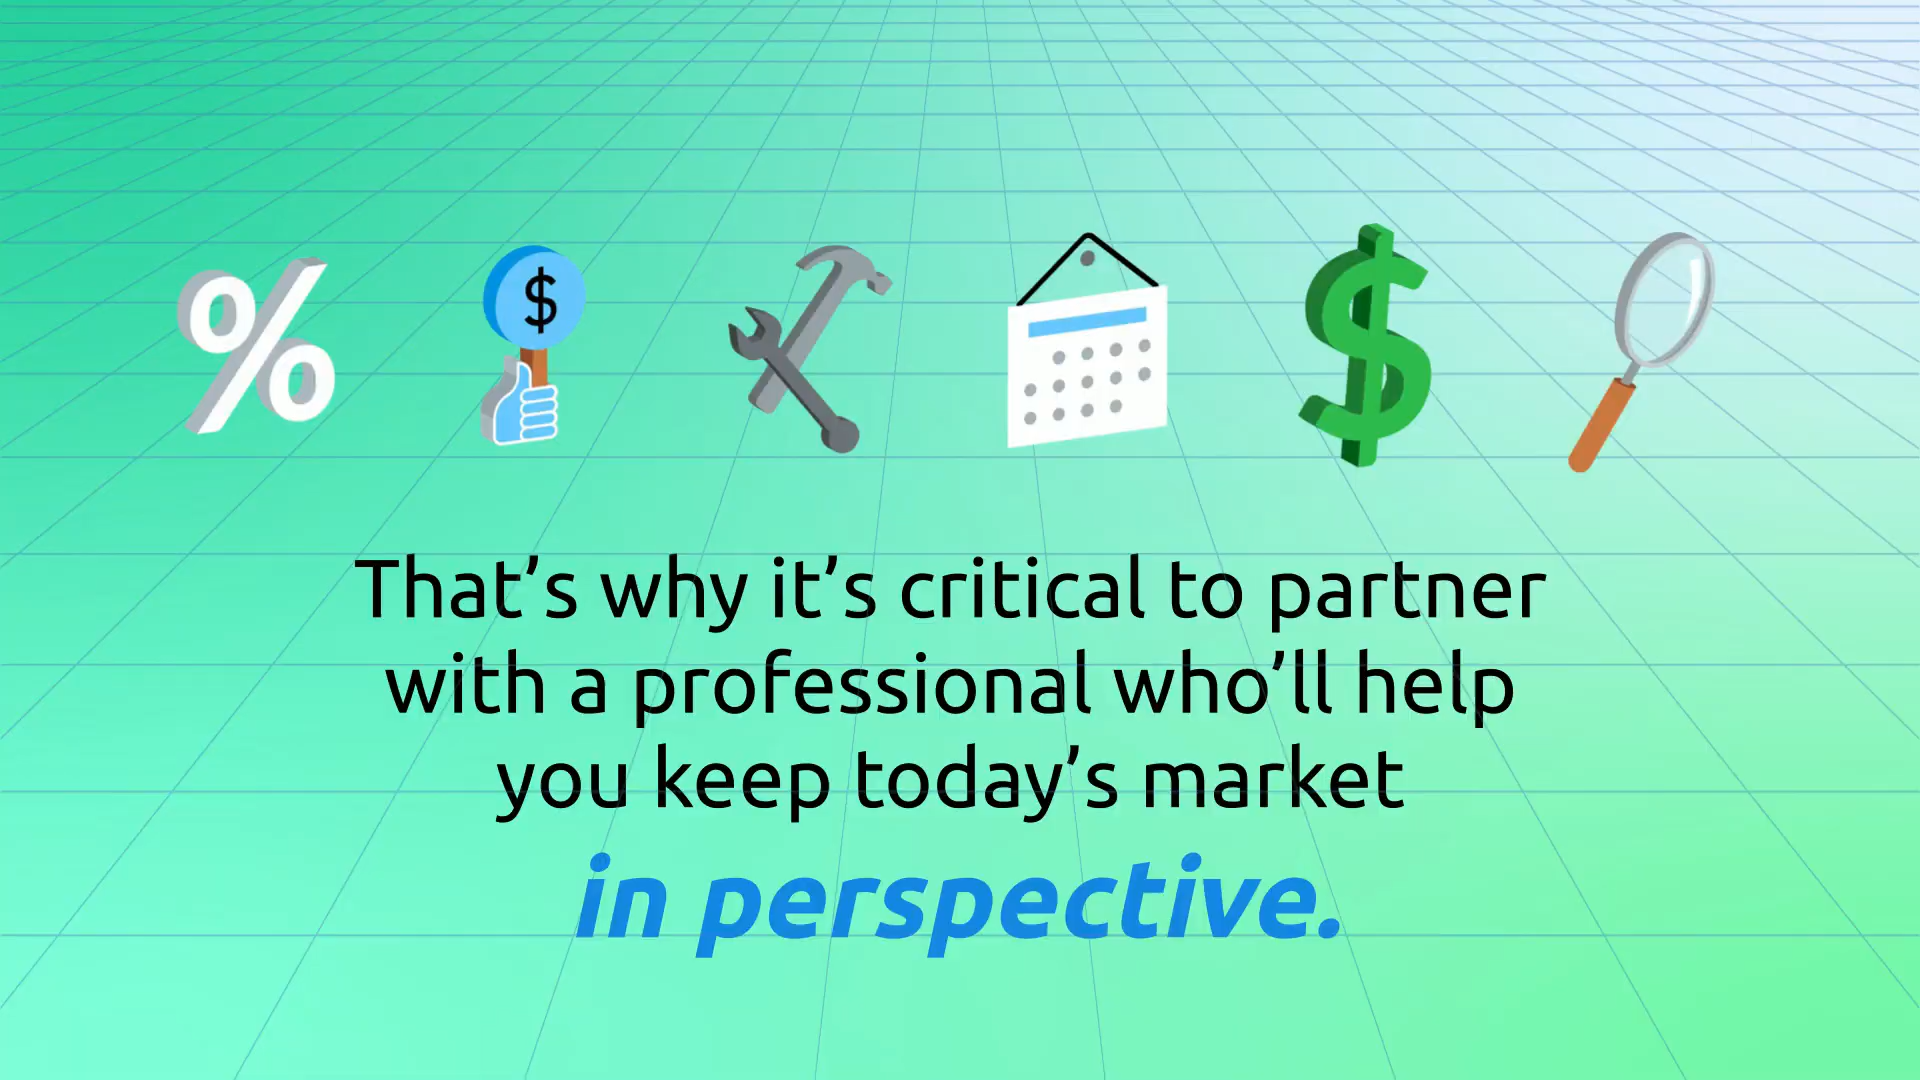 %
$
$
That’s why it’s critical to partner
with a professional who’ll help
you keep today’s market
in perspective.